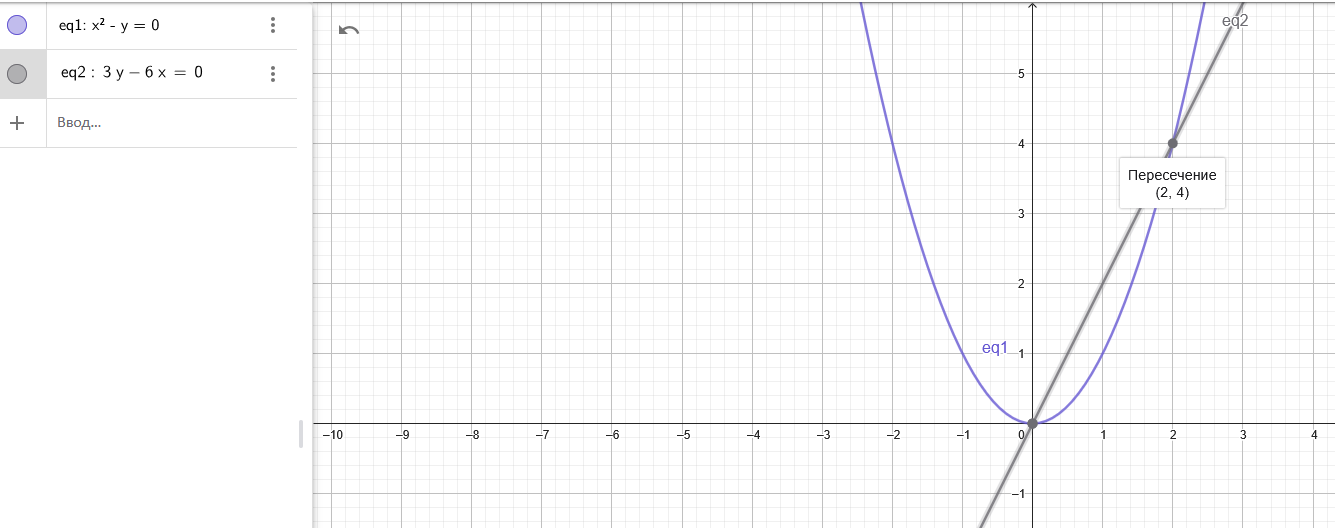 eq1: x² - y = 0
eq2 : 3 y − 6 x = 0
Ввод...
eq2
5
4
Пересечение
(2, 4)
3
2
eq1
1
–10 –9 –8 –7 –6 –5 –4 –3 –2 –1 0 1 2 3 4
–1